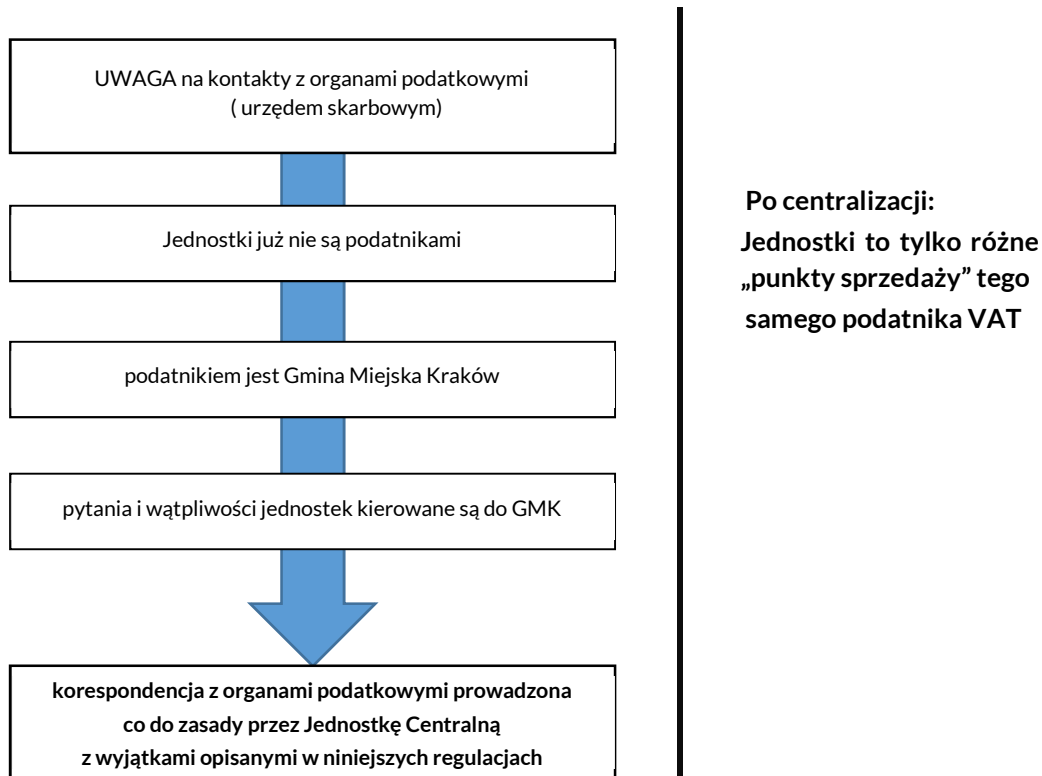 UWAGA na kontakty z organami podatkowymi
( urzędem skarbowym)
Jednostki już nie są podatnikami
podatnikiem jest Gmina Miejska Kraków
pytania i wątpliwości jednostek kierowane są do GMK
korespondencja z organami podatkowymi prowadzona
co do zasady przez Jednostkę Centralną
z wyjątkami opisanymi w niniejszych regulacjach
Po centralizacji:
Jednostki to tylko różne
„punkty sprzedaży” tego
samego podatnika VAT